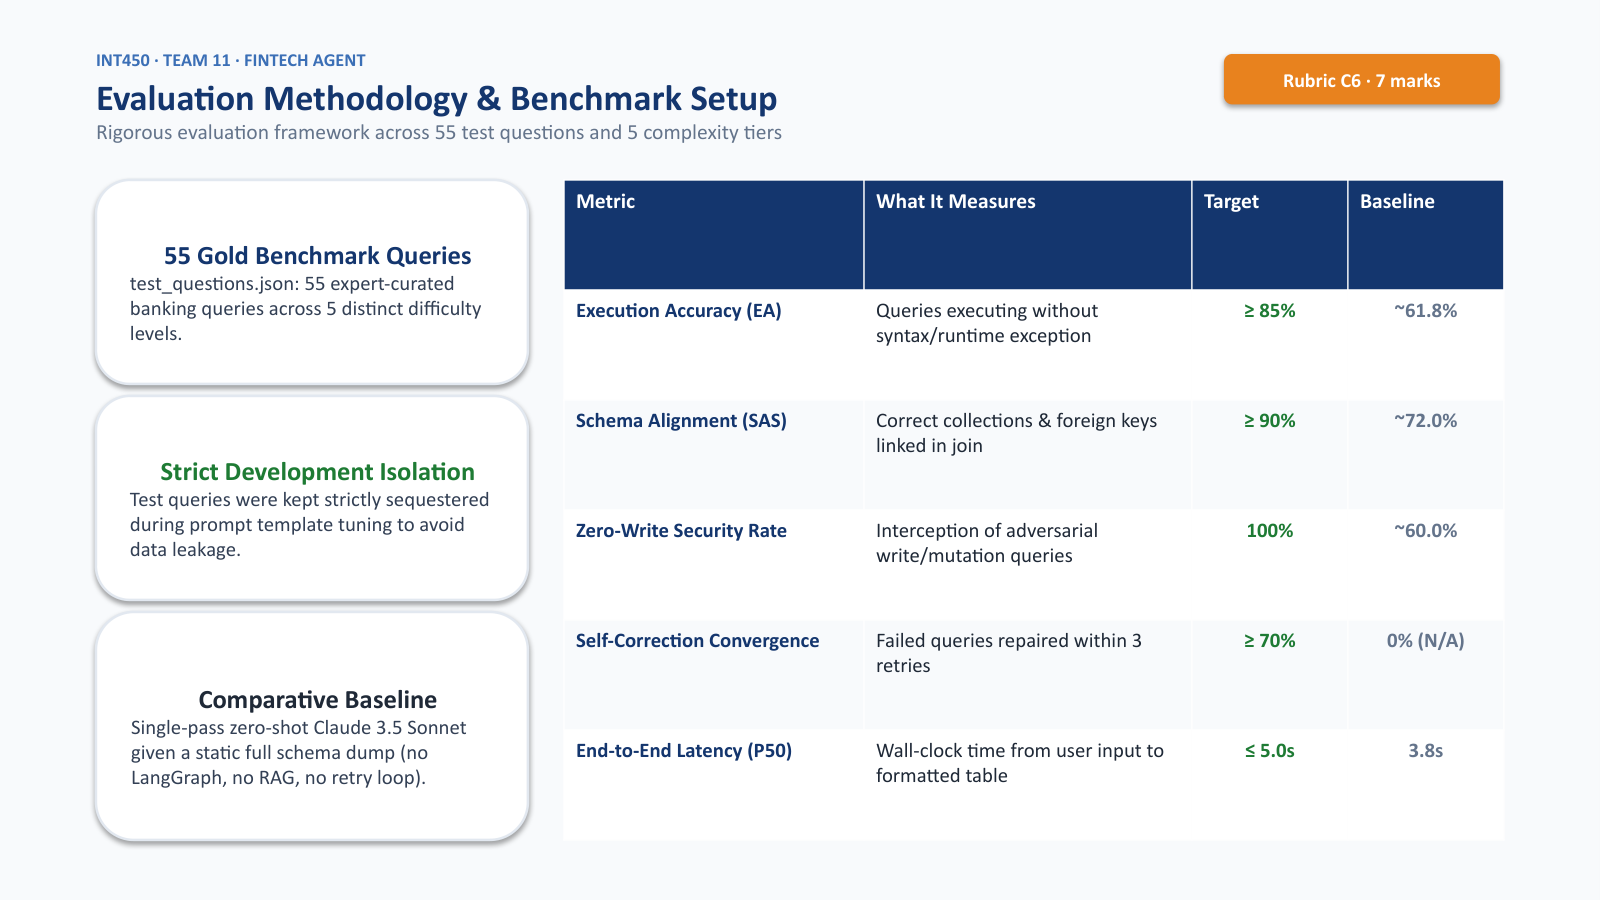 INT450 · TEAM 11 · FINTECH AGENT
Evaluation Methodology & Benchmark Setup
Rigorous evaluation framework across 55 test questions and 5 complexity tiers
Rubric C6 · 7 marks
55 Gold Benchmark Queries
test_questions.json: 55 expert-curated
banking queries across 5 distinct difficulty
levels.
Strict Development Isolation
Test queries were kept strictly sequestered
during prompt template tuning to avoid
data leakage.
Comparative Baseline
Single-pass zero-shot Claude 3.5 Sonnet
given a static full schema dump (no
LangGraph, no RAG, no retry loop).
Metric What It Measures Target Baseline
Execution Accuracy (EA) Queries executing without ≥ 85% ~61.8%
syntax/runtime exception
Schema Alignment (SAS) Correct collections & foreign keys ≥ 90% ~72.0%
linked in join
Zero-Write Security Rate Interception of adversarial 100% ~60.0%
write/mutation queries
Self-Correction Convergence Failed queries repaired within 3 ≥ 70% 0% (N/A)
retries
End-to-End Latency (P50) Wall-clock time from user input to ≤ 5.0s 3.8s
formatted table